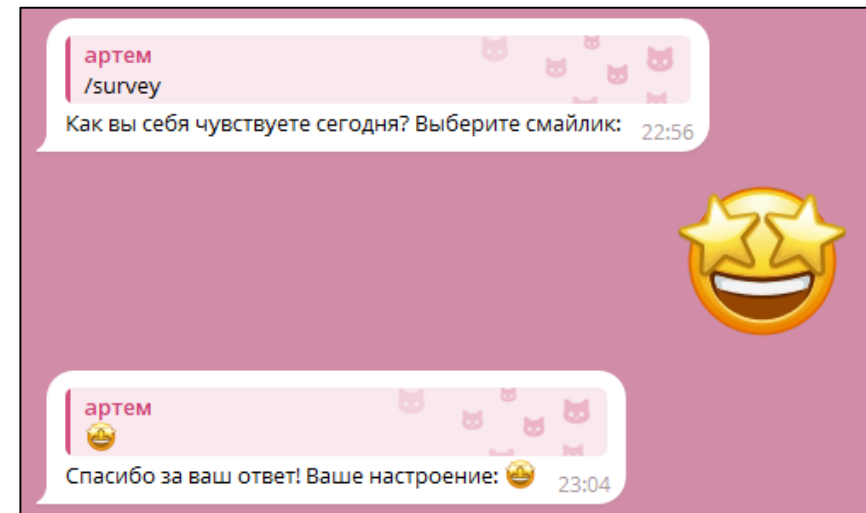 артем
/survey
Как вы себя чувствуете сегодня? Выберите смайлик: 22:56
🤩
артем
🤩
Спасибо за ваш ответ! Ваше настроение: 🤩 23:04